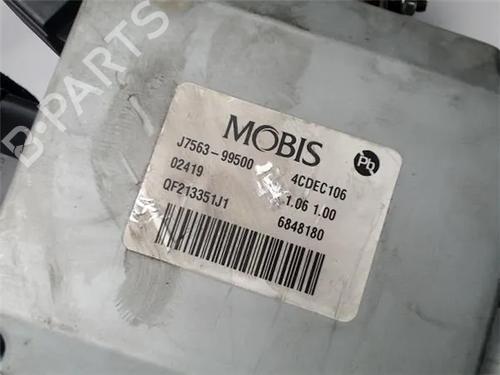 B-PARTS
MOBIS
Pb
J7563-99500 4CDEC106
02419 1.06 1.00
QF213351J1 6848180